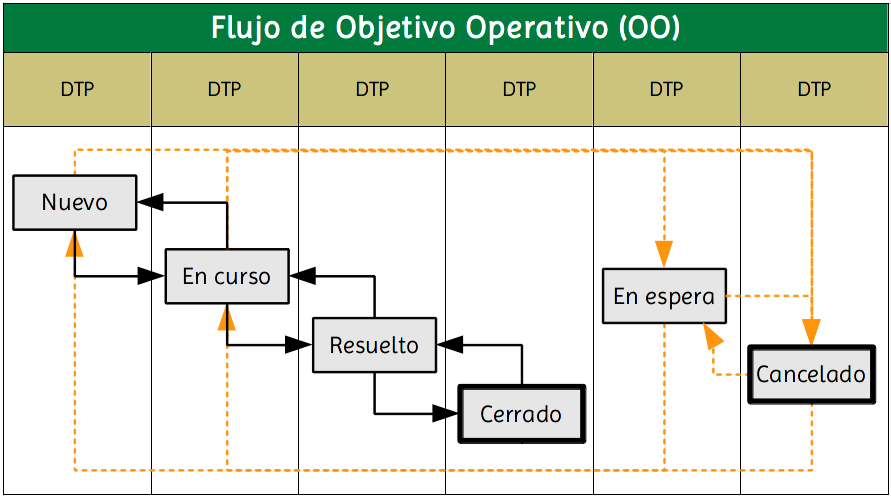 Flujo de Objetivo Operativo (OO)
DTP DTP DTP DTP DTP DTP
Nuevo
En curso
En espera
Resuelto
Cancelado
Cerrado